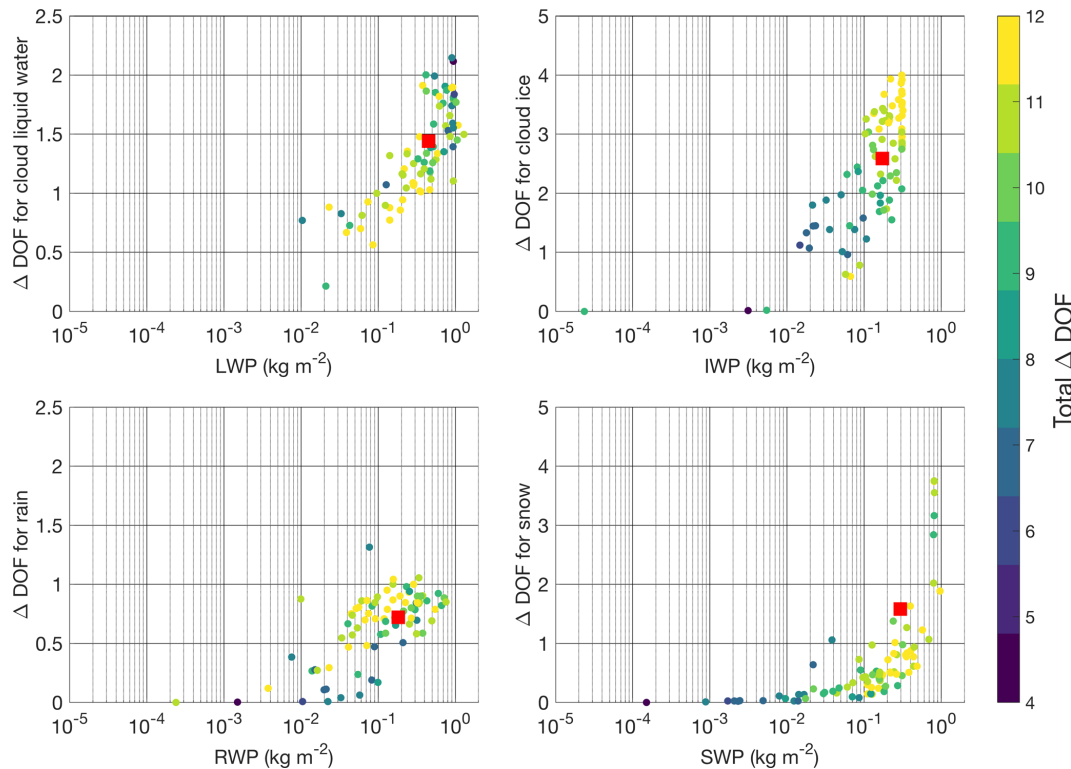 2.5
2
1.5
1
0.5
0
Δ DOF for cloud liquid water
10-5 10-4 10-3 10-2 10-1 100
LWP (kg m-2)
5
4
3
2
1
0
Δ DOF for cloud ice
10-5 10-4 10-3 10-2 10-1 100
IWP (kg m-2)
2.5
2
1.5
1
0.5
0
Δ DOF for rain
10-5 10-4 10-3 10-2 10-1 100
RWP (kg m-2)
5
4
3
2
1
0
Δ DOF for snow
10-5 10-4 10-3 10-2 10-1 100
SWP (kg m-2)
12
11
10
9
8
7
6
5
4
Total Δ DOF